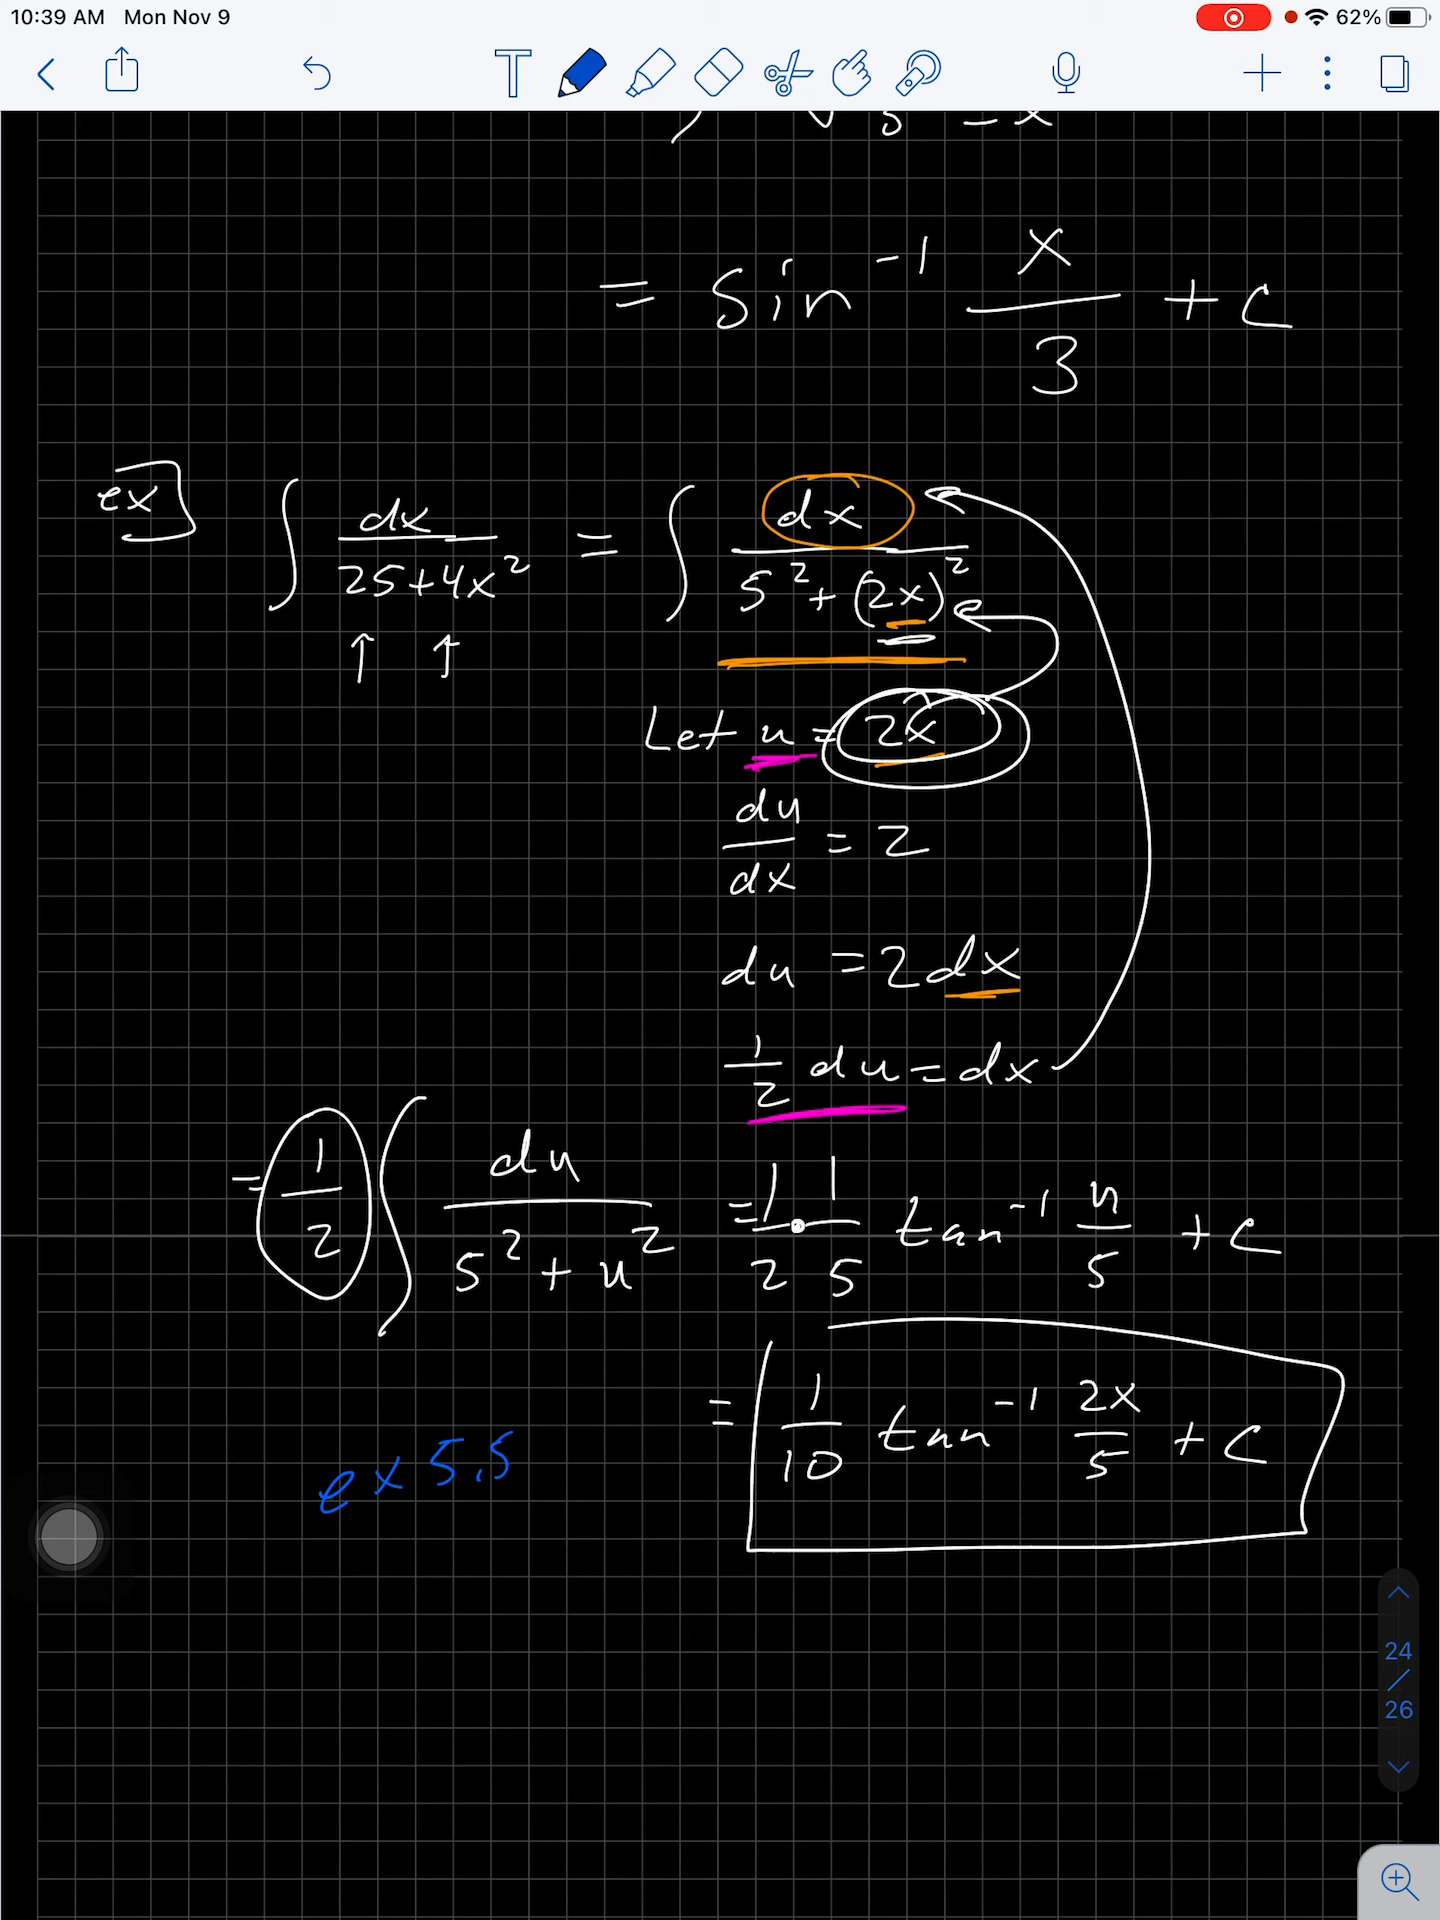 10:39 AM Mon Nov 9 62%
T
= sin⁻¹ x/3 + c
ex] ∫ dx/25+4x² = ∫ dx/5²+(2x)²
↑ ↑
Let u = 2x
du/dx = 2
du = 2dx
1/2 du = dx
= 1/2 ∫ du/5²+u² = 1/2 · 1/5 tan⁻¹ u/5 + c
= 1/10 tan⁻¹ 2x/5 + c
ex 5.5
24
/
26